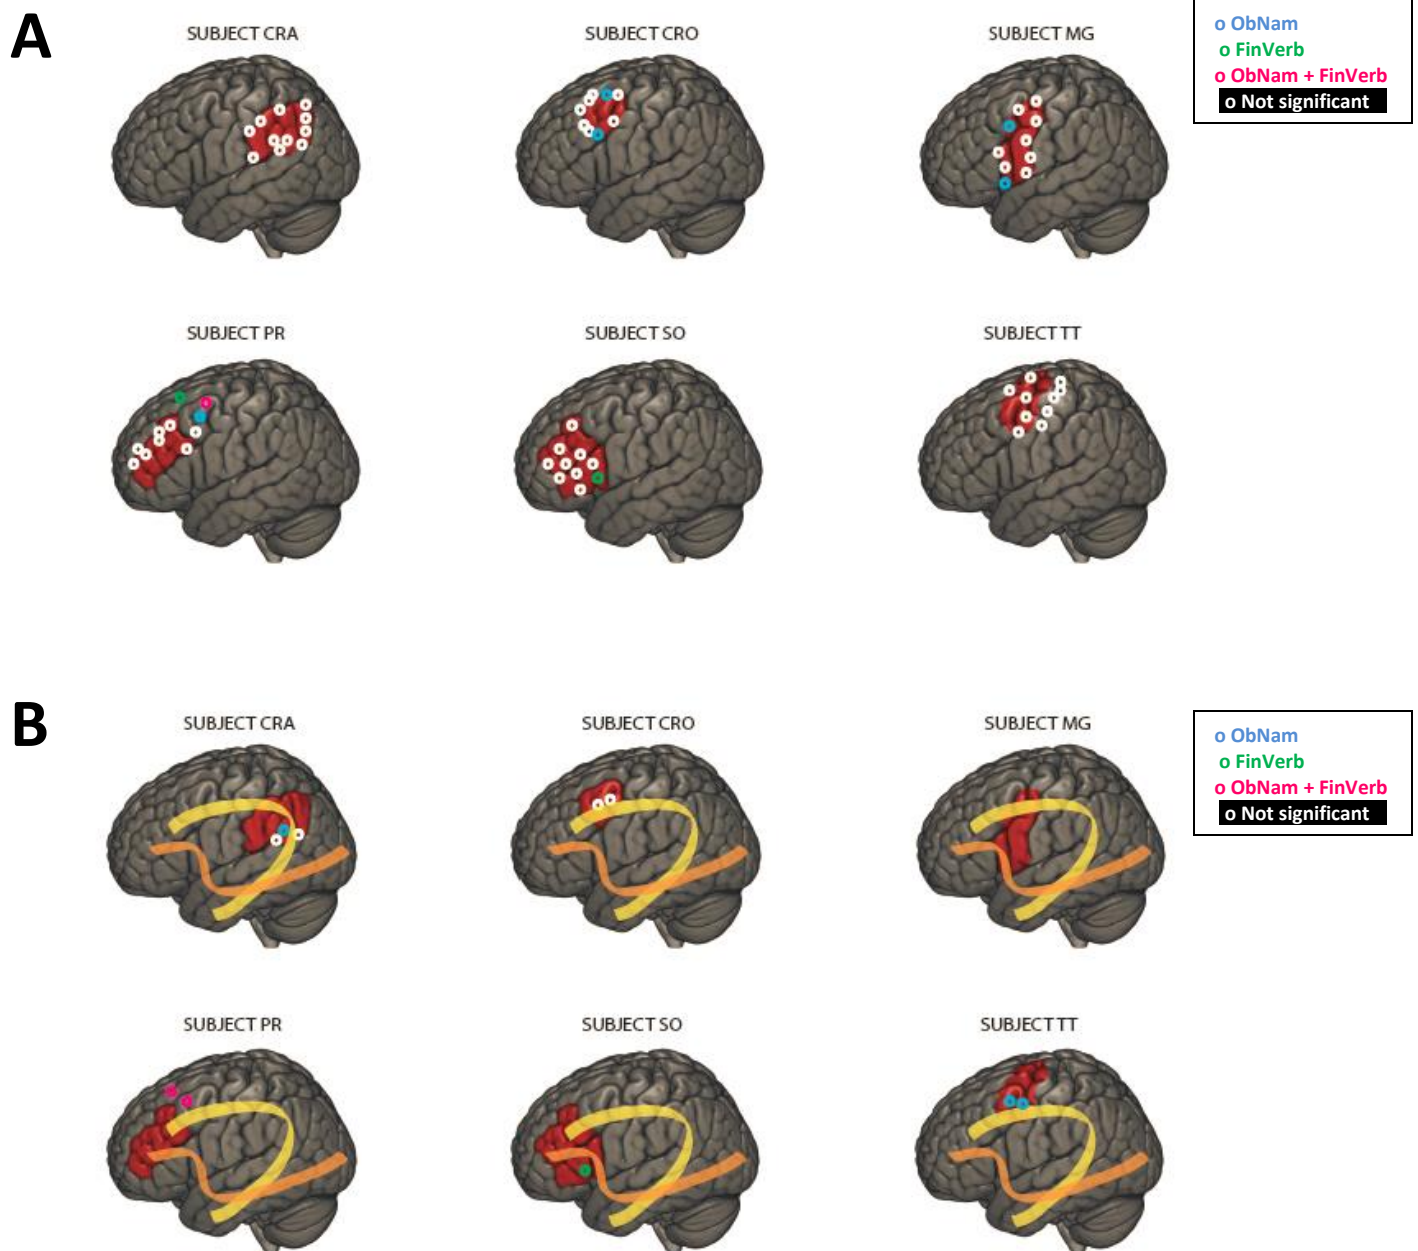 A
SUBJECT CRA
SUBJECT CRO
SUBJECT MG
o ObNam
o FinVerb
o ObNam + FinVerb
o Not significant
SUBJECT PR
SUBJECT SO
SUBJECT TT
B
SUBJECT CRA
SUBJECT CRO
SUBJECT MG
o ObNam
o FinVerb
o ObNam + FinVerb
o Not significant
SUBJECT PR
SUBJECT SO
SUBJECT TT